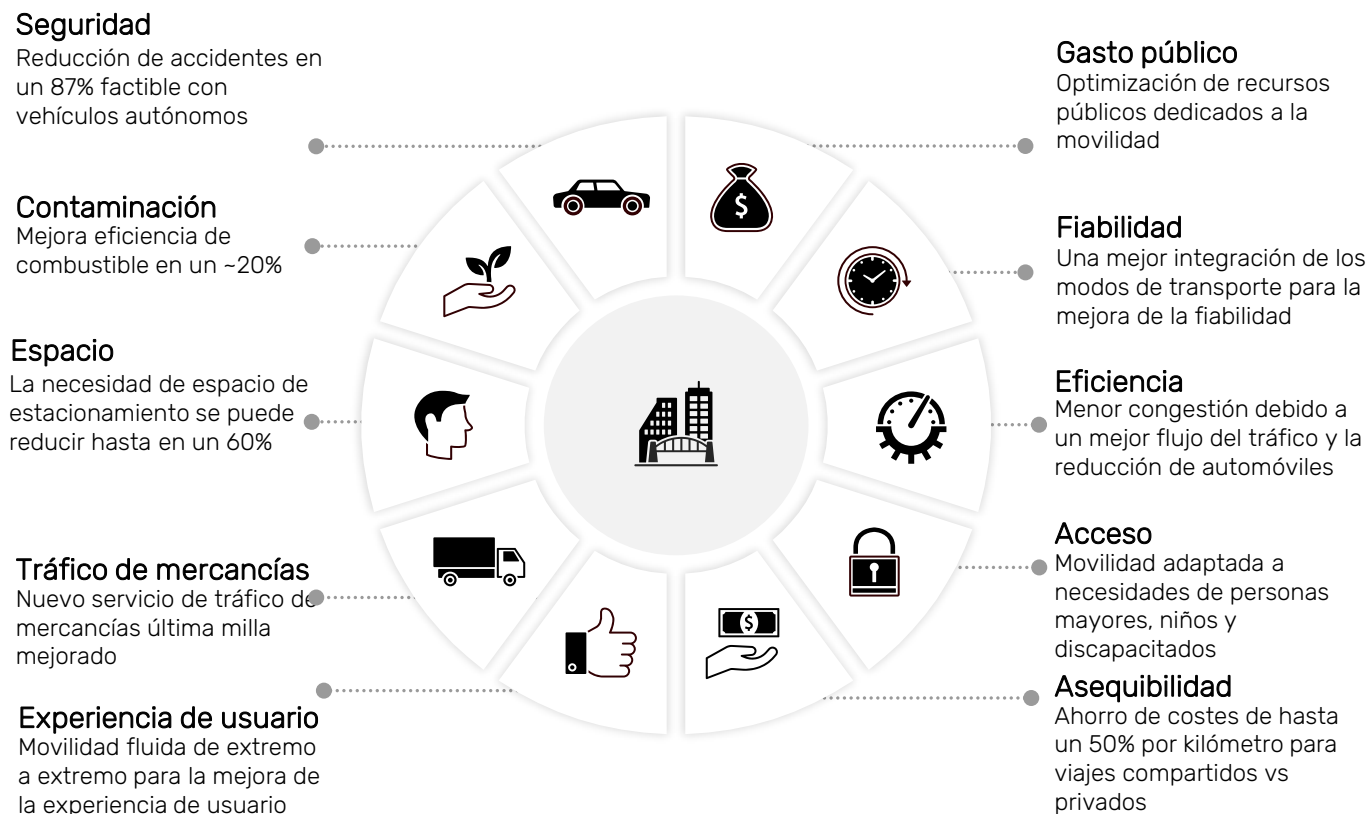 Seguridad
Reducción de accidentes en
un 87% factible con
vehículos autónomos
Contaminación
Mejora eficiencia de
combustible en un ~20%
Espacio
La necesidad de espacio de
estacionamiento se puede
reducir hasta en un 60%
Tráfico de mercancías
Nuevo servicio de tráfico de
mercancías última milla
mejorado
Experiencia de usuario
Movilidad fluida de extremo
a extremo para la mejora de
la experiencia de usuario
Gasto público
Optimización de recursos
públicos dedicados a la
movilidad
Fiabilidad
Una mejor integración de los
modos de transporte para la
mejora de la fiabilidad
Eficiencia
Menor congestión debido a
un mejor flujo del tráfico y la
reducción de automóviles
Acceso
Movilidad adaptada a
necesidades de personas
mayores, niños y
discapacitados
Asequibilidad
Ahorro de costes de hasta
un 50% por kilómetro para
viajes compartidos vs
privados
$
$